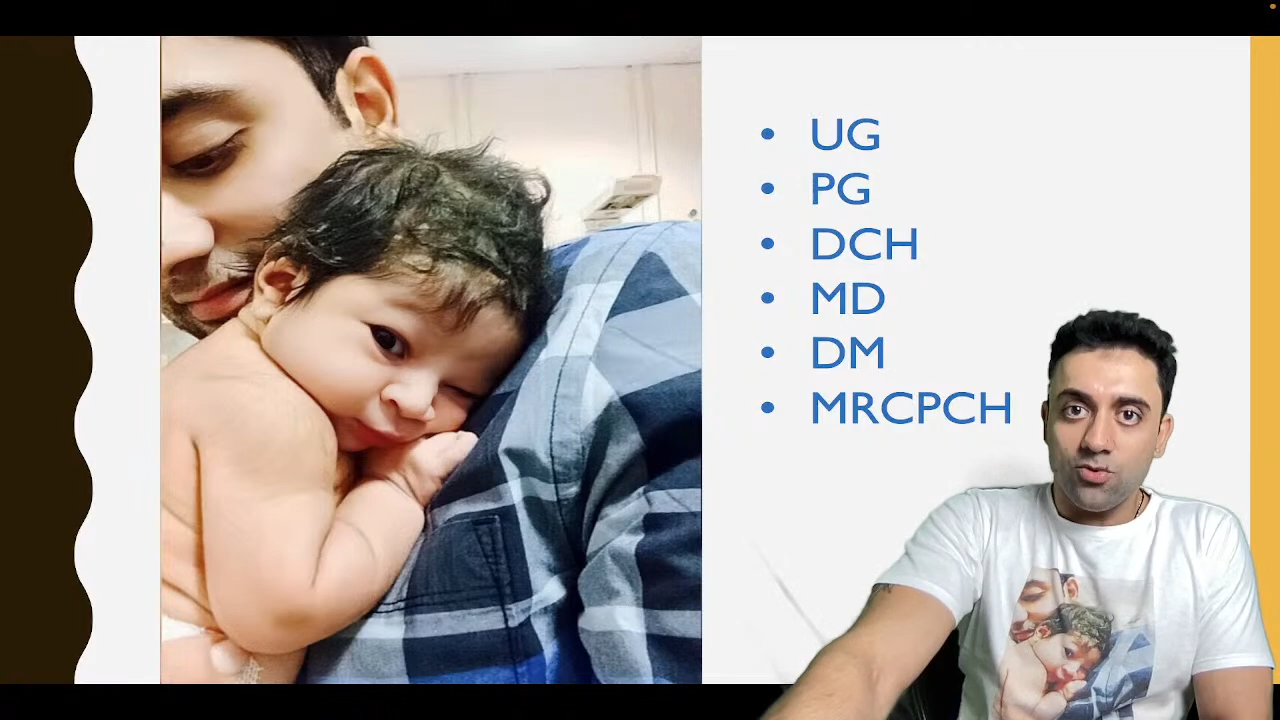 • UG
• PG
• DCH
• MD
• DM
• MRCPCH